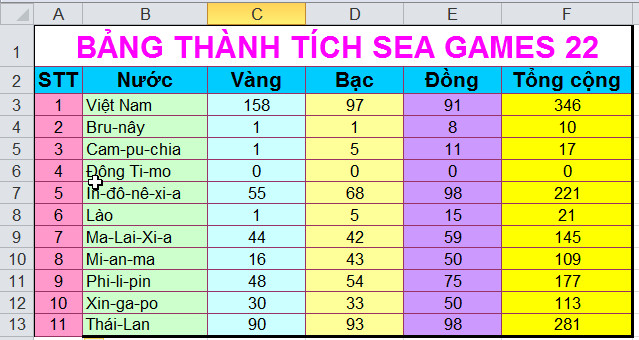 A B C D E F
1 BẢNG THÀNH TÍCH SEA GAMES 22
2 STT Nước Vàng Bạc Đồng Tổng cộng
3 1 Việt Nam 158 97 91 346
4 2 Bru-nây 1 1 8 10
5 3 Cam-pu-chia 1 5 11 17
6 4 Đông Ti-mo 0 0 0 0
7 5 In-đô-nê-xi-a 55 68 98 221
8 6 Lào 1 5 15 21
9 7 Ma-Lai-Xi-a 44 42 59 145
10 8 Mi-an-ma 16 43 50 109
11 9 Phi-li-pin 48 54 75 177
12 10 Xin-ga-po 30 33 50 113
13 11 Thái-Lan 90 93 98 281